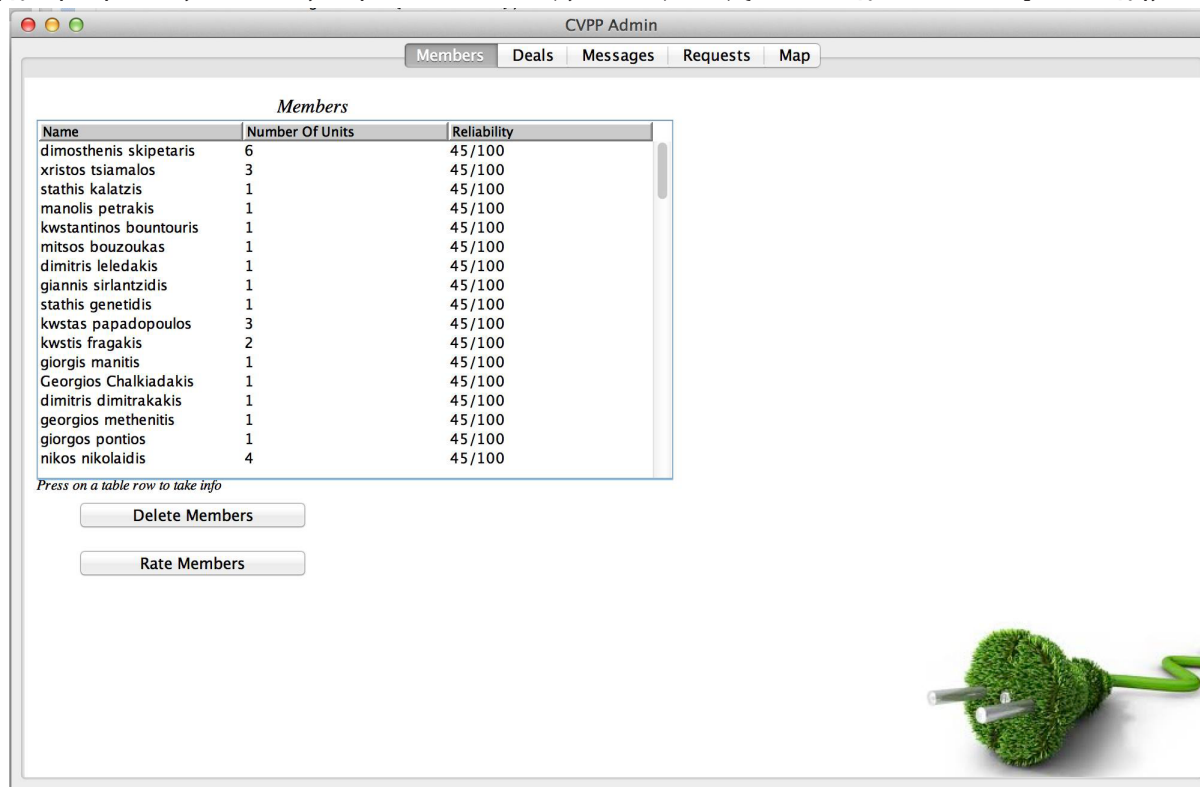 CVPP Admin
Members Deals Messages Requests Map
Members
Name Number Of Units Reliability
dimosthenis skipetaris 6 45/100
xristos tsiamalos 3 45/100
stathis kalatzis 1 45/100
manolis petrakis 1 45/100
kwstantinos bountouris 1 45/100
mitsos bouzoukas 1 45/100
dimitris leledakis 1 45/100
giannis sirlantzidis 1 45/100
stathis genetidis 1 45/100
kwstas papadopoulos 3 45/100
kwstis fragakis 2 45/100
giorgis manitis 1 45/100
Georgios Chalkiadakis 1 45/100
dimitris dimitrakakis 1 45/100
georgios methenitis 1 45/100
giorgos pontios 1 45/100
nikos nikolaidis 4 45/100
Press on a table row to take info
Delete Members
Rate Members